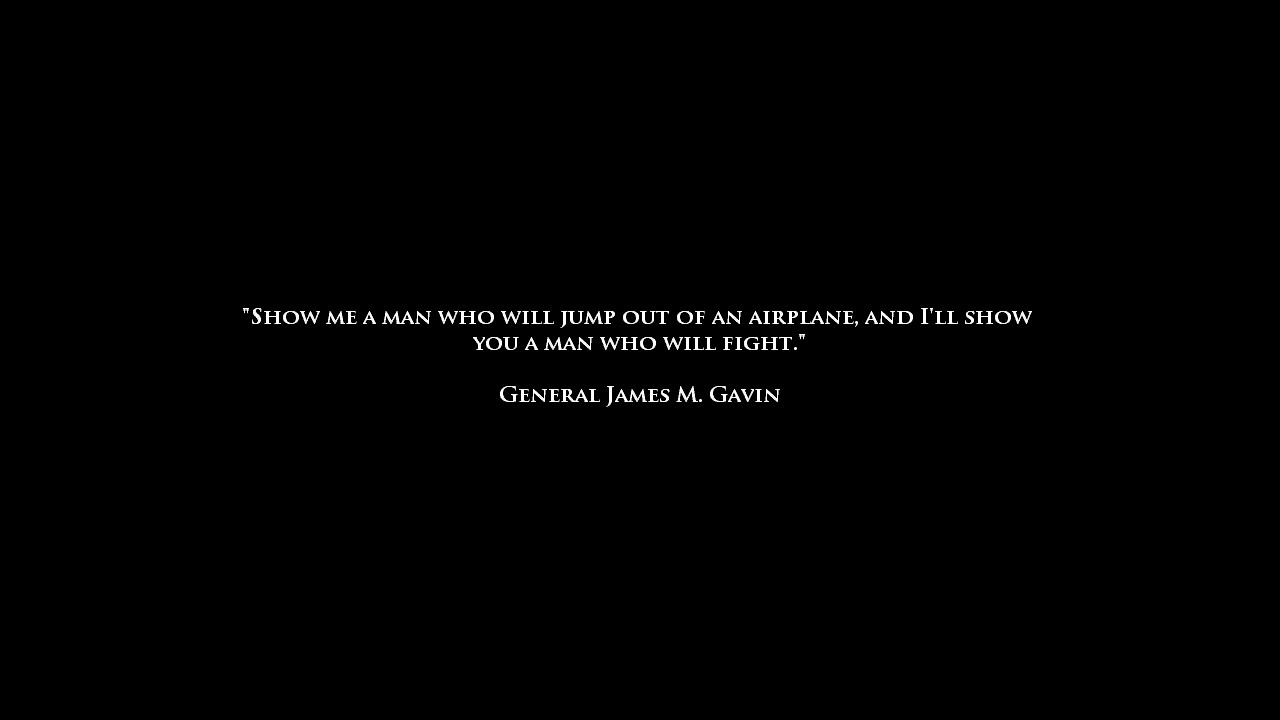 "Show me a man who will jump out of an airplane, and I'll show
you a man who will fight."
General James M. Gavin